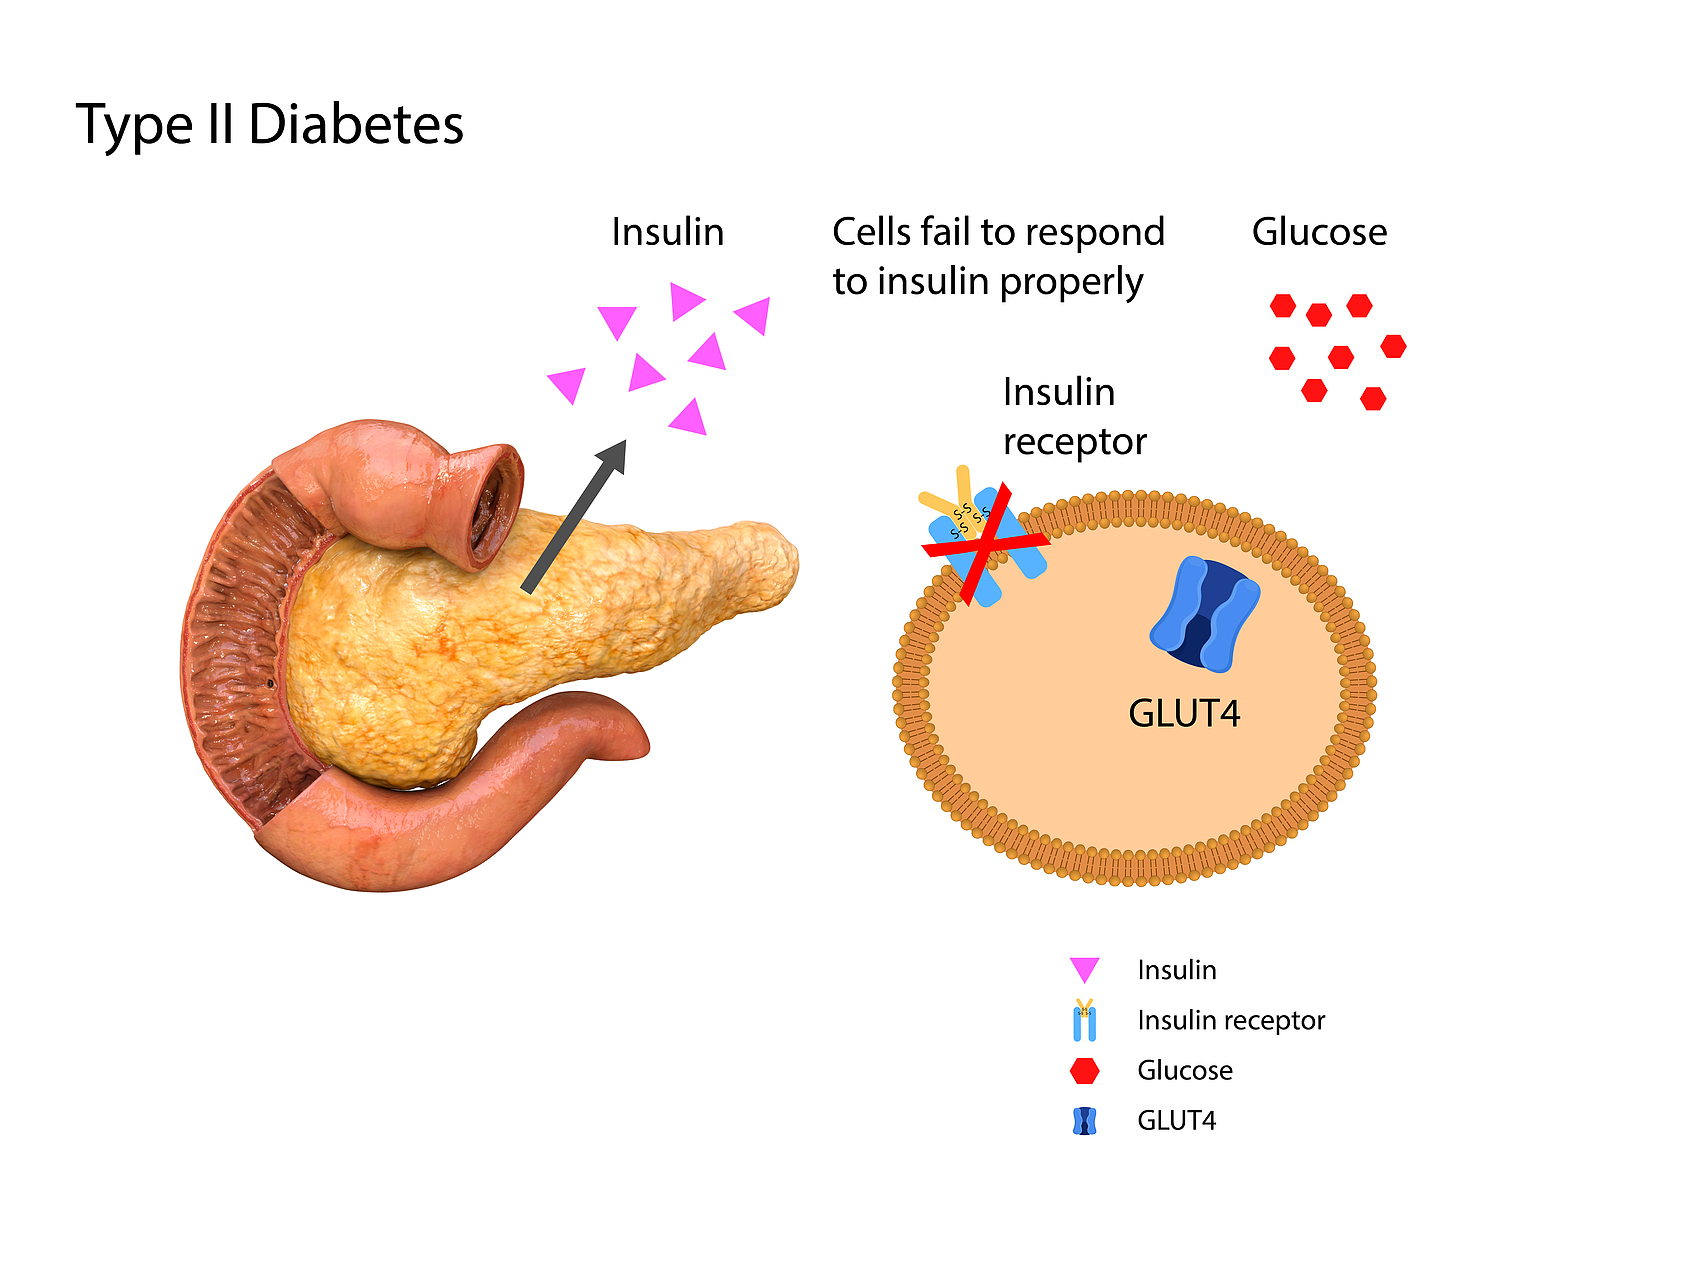 Type II Diabetes
Insulin
Cells fail to respond
to insulin properly
Glucose
Insulin
receptor
S-S
S-S
S-S
S-S
GLUT4
Insulin
Insulin receptor
Glucose
GLUT4